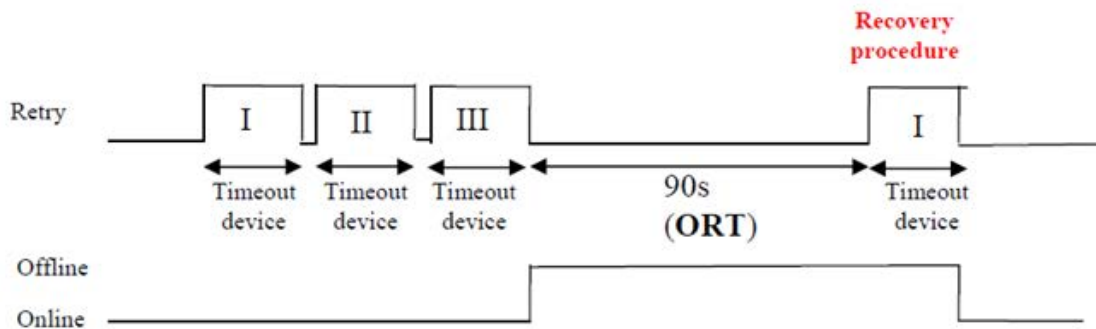 Recovery
procedure
Retry
I
II
III
I
Timeout
device
Timeout
device
Timeout
device
90s
(ORT)
Timeout
device
Offline
Online